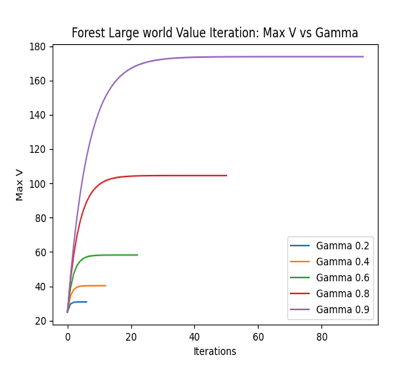 Forest Large world Value Iteration: Max V vs Gamma
180
160
140
120
100
80
60
40
20
Max V
0
20
40
60
80
Iterations
Gamma 0.2
Gamma 0.4
Gamma 0.6
Gamma 0.8
Gamma 0.9